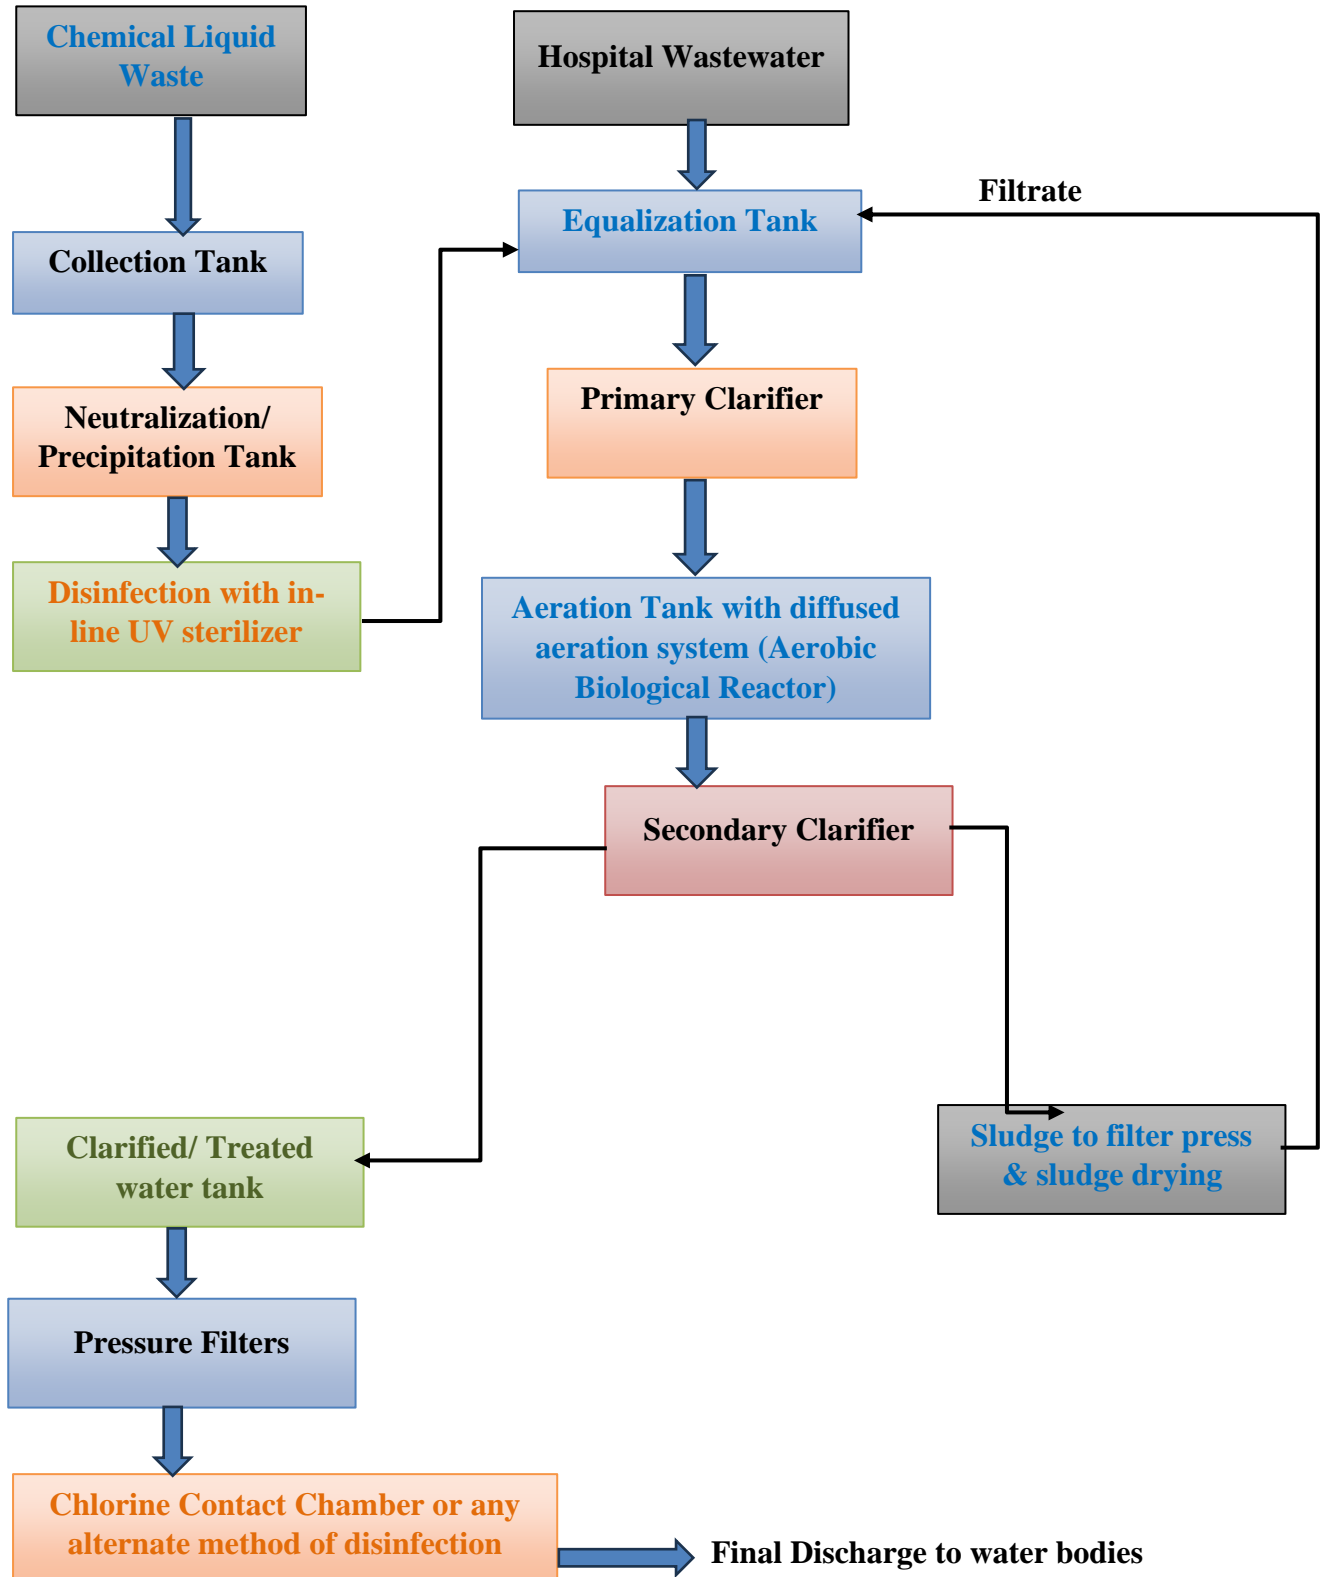 Chemical Liquid
Waste
Hospital Wastewater
Filtrate
Equalization Tank
Collection Tank
Primary Clarifier
Neutralization/
Precipitation Tank
Disinfection with in-
line UV sterilizer
Aeration Tank with diffused
aeration system (Aerobic
Biological Reactor)
Secondary Clarifier
Clarified/ Treated
water tank
Sludge to filter press
& sludge drying
Pressure Filters
Chlorine Contact Chamber or any
alternate method of disinfection
Final Discharge to water bodies